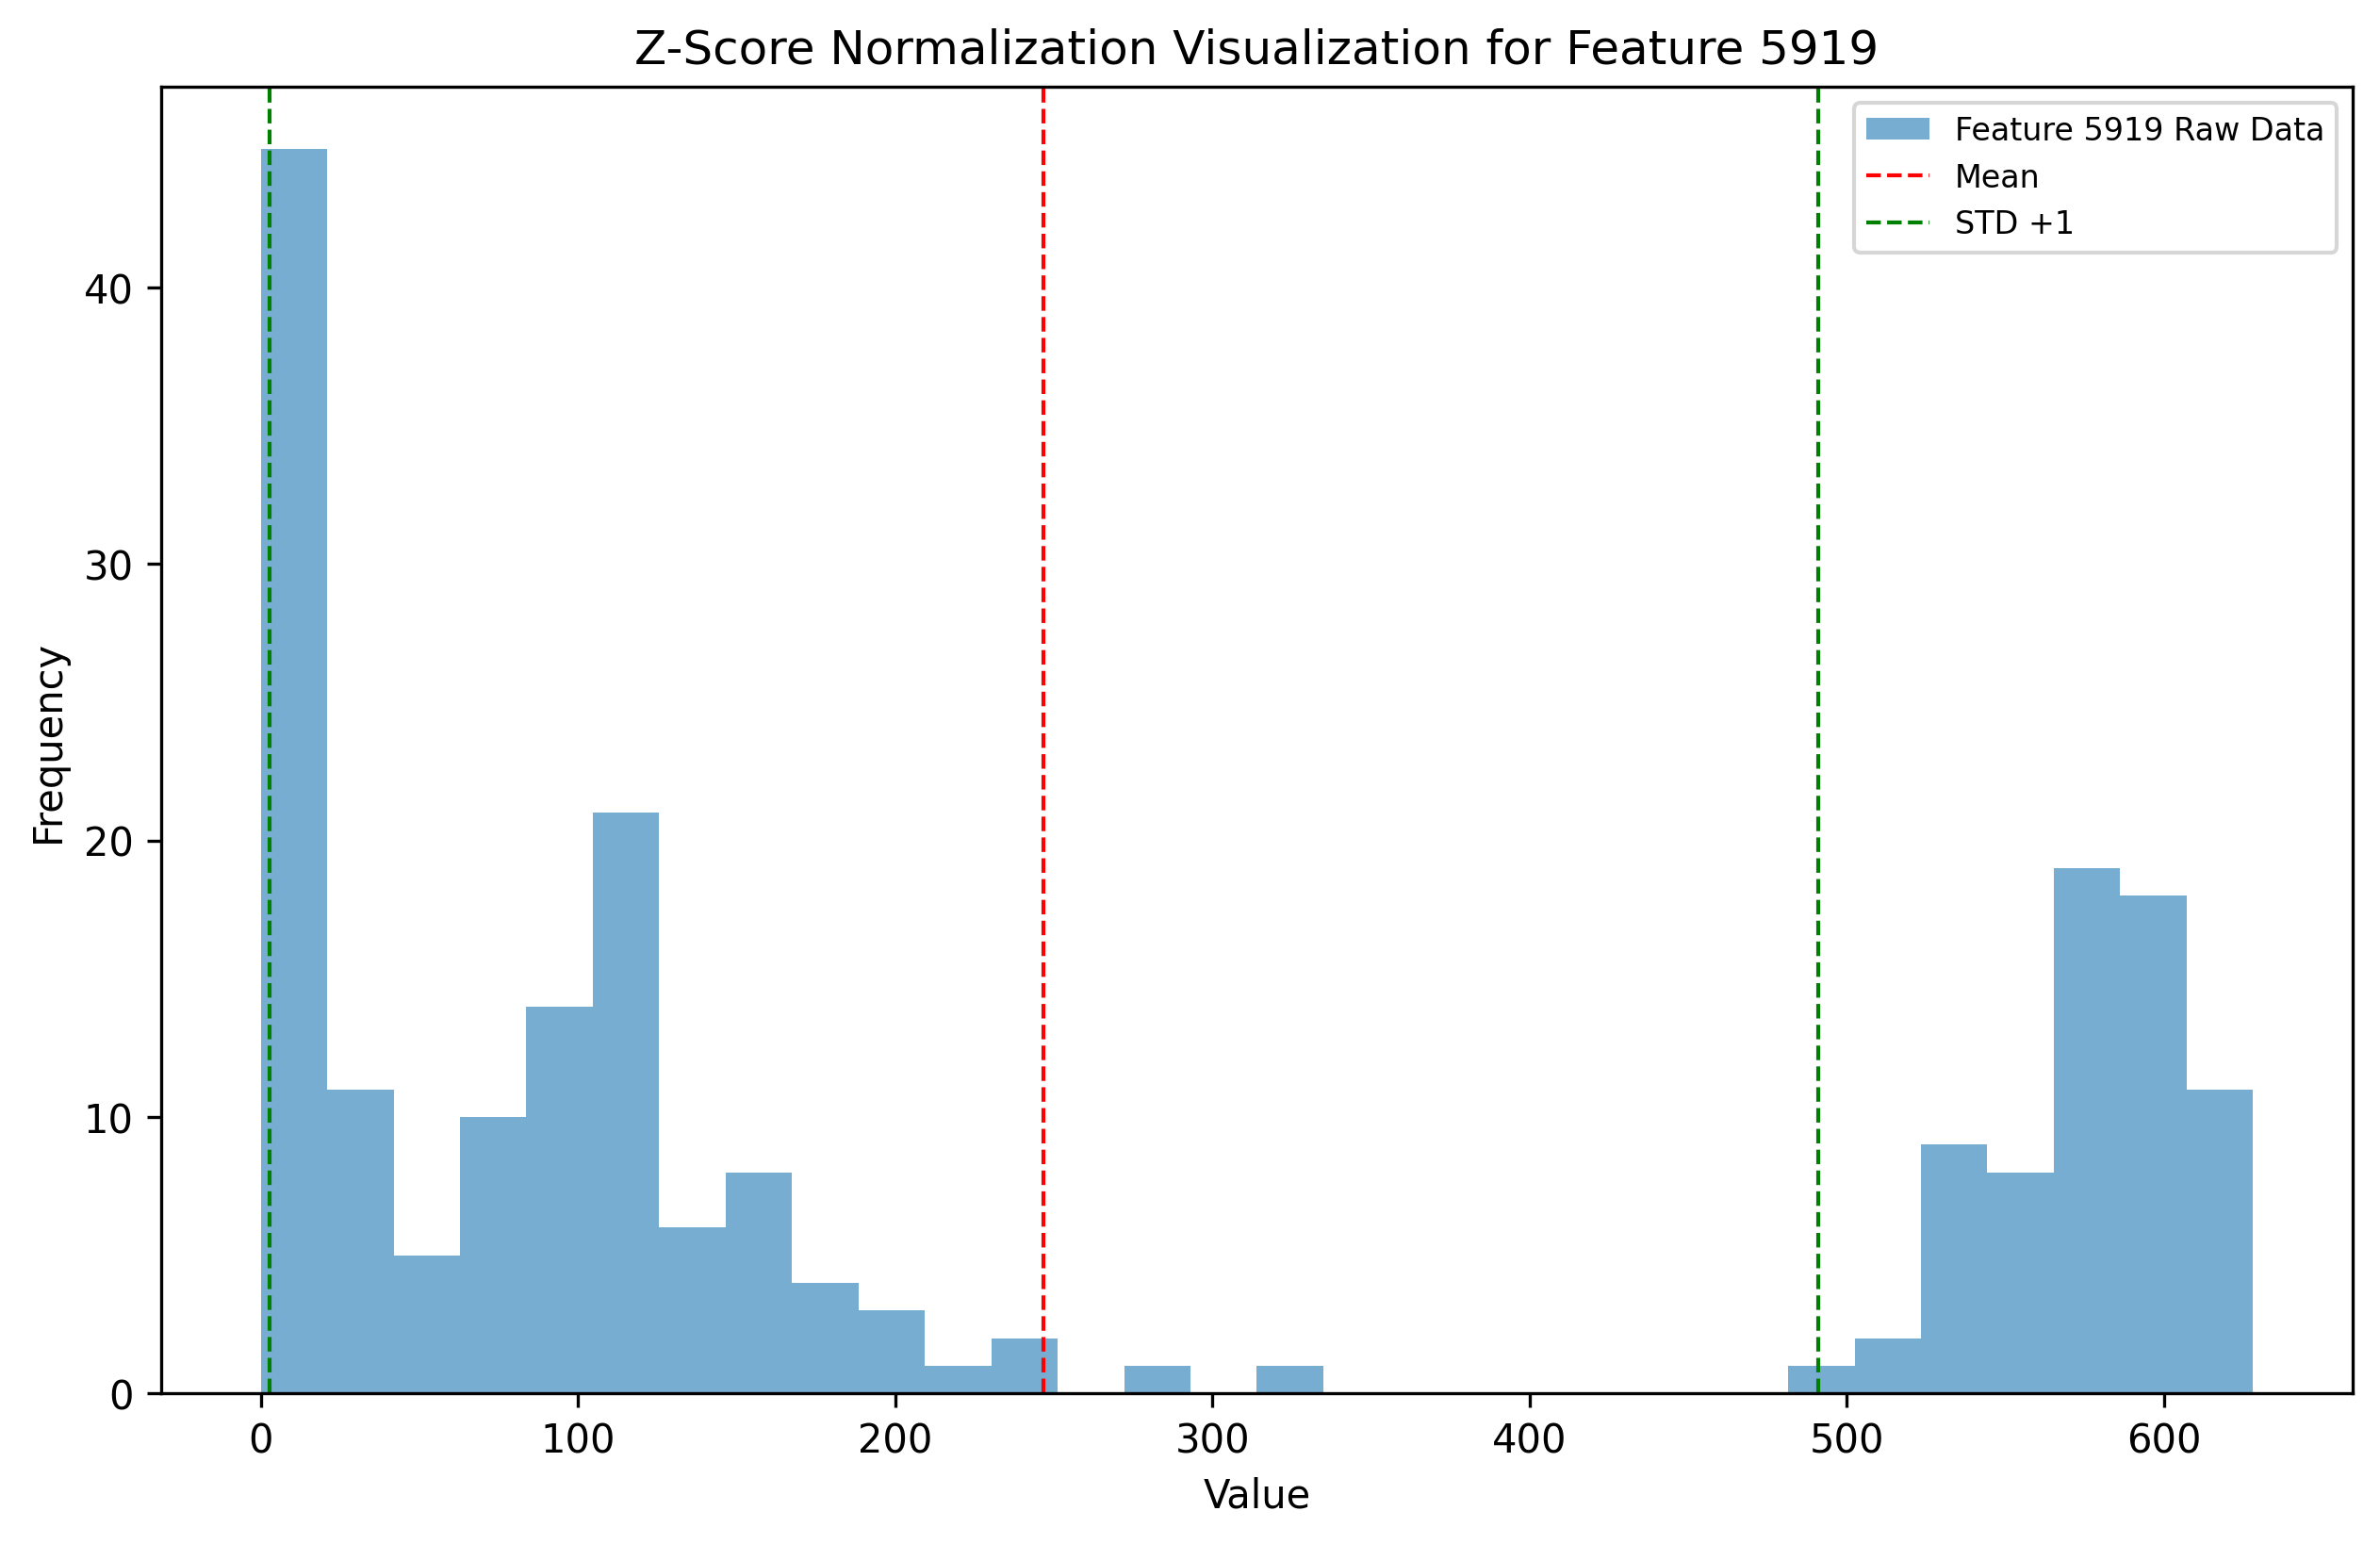 Z-Score Normalization Visualization for Feature 5919
Feature 5919 Raw Data
Mean
STD +1
40
30
20
10
0
Frequency
0 100 200 300 400 500 600
Value